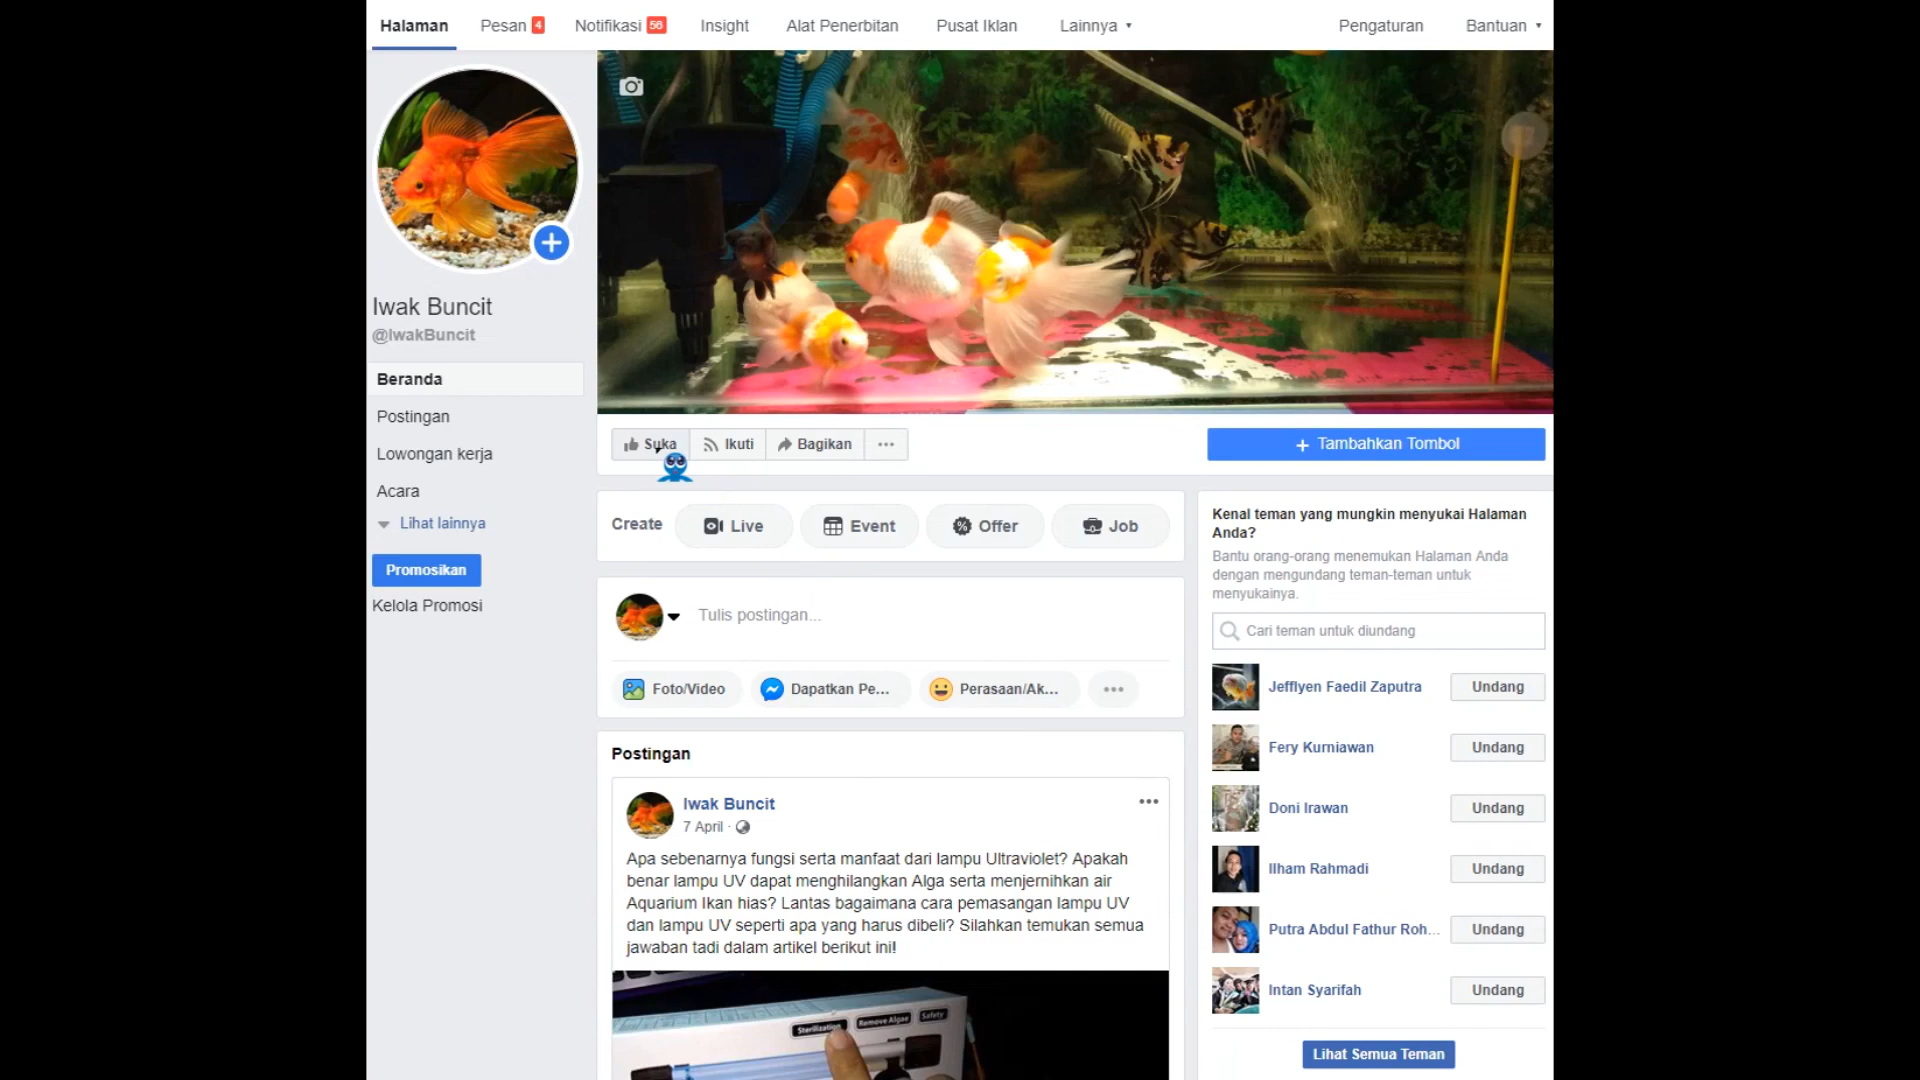 Halaman
Pesan 4
Notifikasi 56
Insight
Alat Penerbitan
Pusat Iklan
Lainnya
Pengaturan
Bantuan
Iwak Buncit
@IwakBuncit
Beranda
Postingan
Lowongan kerja
Acara
Lihat lainnya
Promosikan
Kelola Promosi
Suka
Ikuti
Bagikan
+ Tambahkan Tombol
Create
Live
Event
Offer
Job
Tulis postingan...
Foto/Video
Dapatkan Pe...
Perasaan/Ak...
Postingan
Iwak Buncit
7 April ·
Apa sebenarnya fungsi serta manfaat dari lampu Ultraviolet? Apakah
benar lampu UV dapat menghilangkan Alga serta menjernihkan air
Aquarium Ikan hias? Lantas bagaimana cara pemasangan lampu UV
dan lampu UV seperti apa yang harus dibeli? Silahkan temukan semua
jawaban tadi dalam artikel berikut ini!
Sterilization
Remove Algae
Safety
Kenal teman yang mungkin menyukai Halaman
Anda?
Bantu orang-orang menemukan Halaman Anda
dengan mengundang teman-teman untuk
menyukainya.
Cari teman untuk diundang
Jefflyen Faedil Zaputra
Undang
Fery Kurniawan
Undang
Doni Irawan
Undang
Ilham Rahmadi
Undang
Putra Abdul Fathur Roh...
Undang
Intan Syarifah
Undang
Lihat Semua Teman